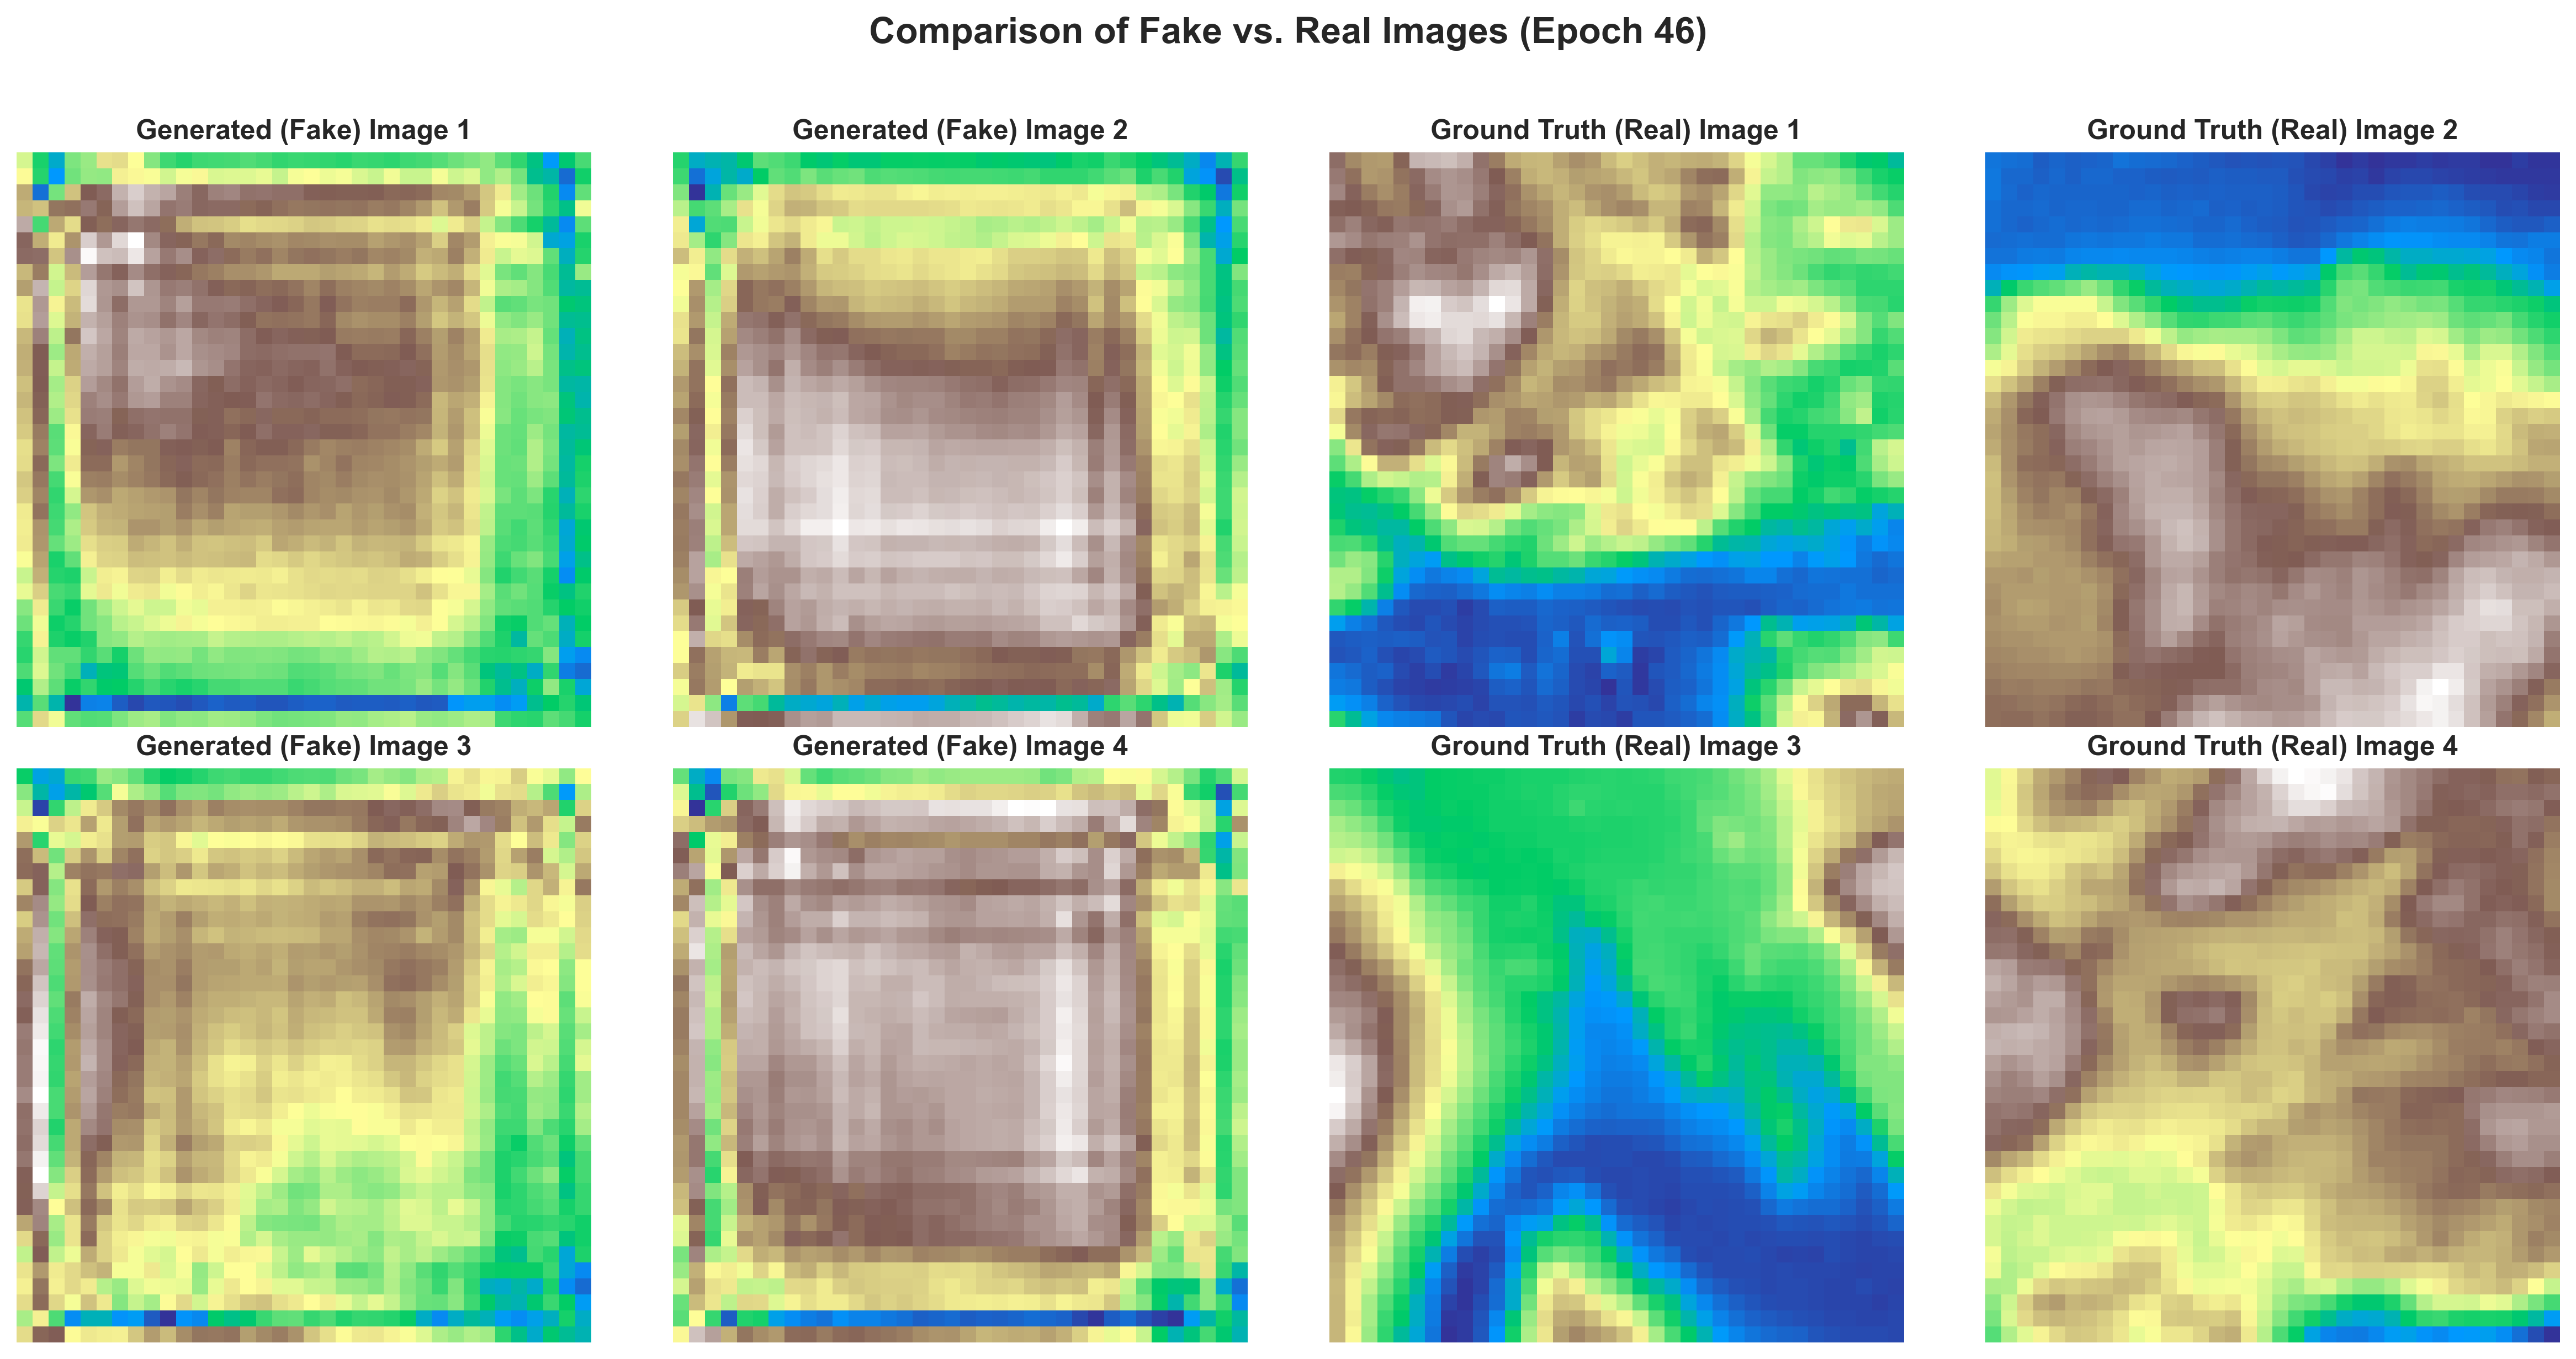 Comparison of Fake vs. Real Images (Epoch 46)
Generated (Fake) Image 1
Generated (Fake) Image 2
Ground Truth (Real) Image 1
Ground Truth (Real) Image 2
Generated (Fake) Image 3
Generated (Fake) Image 4
Ground Truth (Real) Image 3
Ground Truth (Real) Image 4